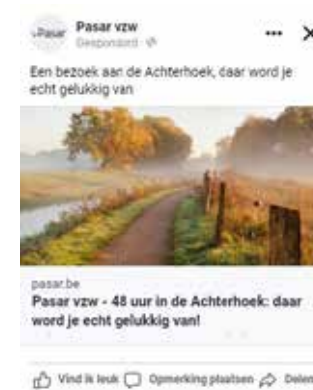 Pasar
Pasar vzw
Gesponsord
Een bezoek aan de Achterhoek, daar word je
echt gelukkig van
pasar.be
Pasar vzw - 48 uur in de Achterhoek: daar
word je echt gelukkig van!
Vind ik leuk Opmerking plaatsen Delen